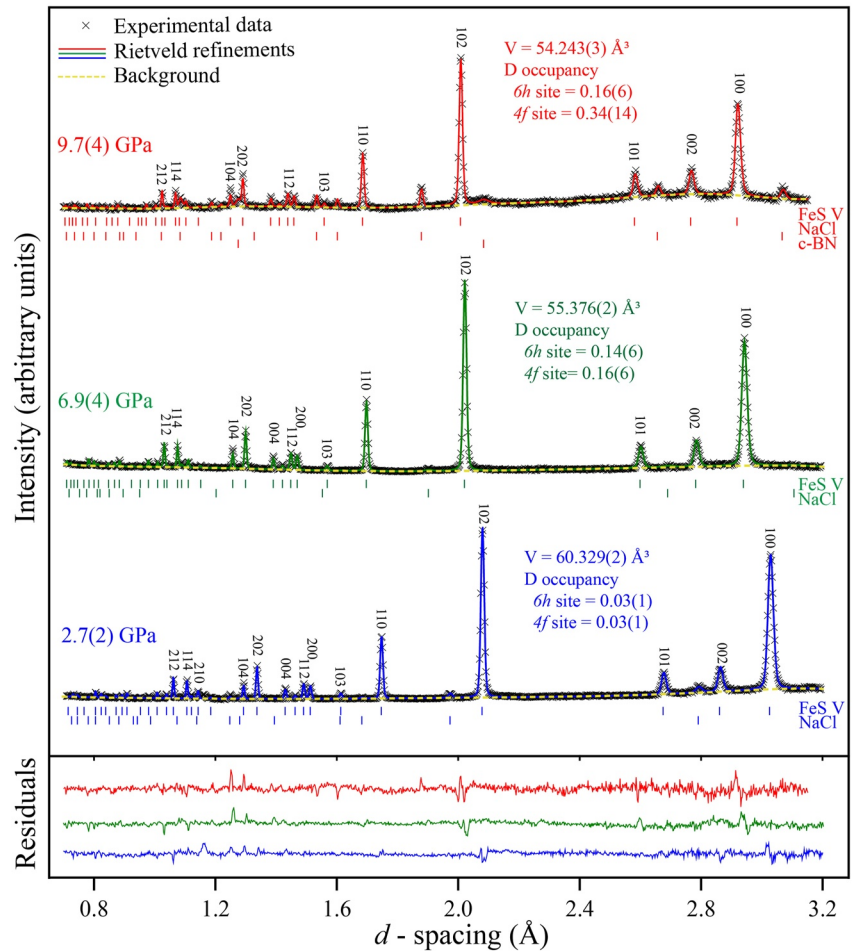 × Experimental data
Rietveld refinements
Background
9.7(4) GPa
V = 54.243(3) Å³
D occupancy
6h site = 0.16(6)
4f site = 0.34(14)
212
114
104
202
112
103
110
102
101
002
100
FeS V
NaCl
c-BN
6.9(4) GPa
V = 55.376(2) Å³
D occupancy
6h site = 0.14(6)
4f site= 0.16(6)
212
114
104
202
004
112
200
103
110
102
101
002
100
FeS V
NaCl
2.7(2) GPa
V = 60.329(2) Å³
D occupancy
6h site = 0.03(1)
4f site = 0.03(1)
212
114
210
104
202
004
112
200
103
110
102
101
002
100
FeS V
NaCl
Intensity (arbitrary units)
Residuals
0.8 1.2 1.6 2.0 2.4 2.8 3.2
d - spacing (Å)